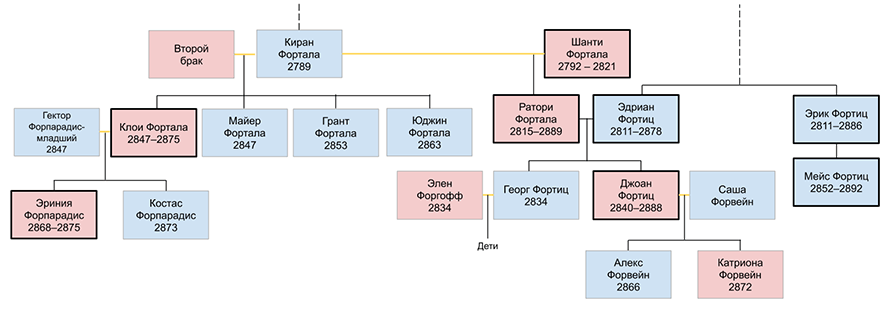 Второй
брак
Киран
Фортала
2789
Шанти
Фортала
2792 – 2821
Гектор
Форпарадис-
младший
2847
Клои Фортала
2847–2875
Майер
Фортала
2847
Грант
Фортала
2853
Юджин
Фортала
2863
Ратори
Фортала
2815–2889
Эдриан
Фортиц
2811–2878
Эрик Фортиц
2811–2886
Эриния
Форпарадис
2868–2875
Костас
Форпарадис
2873
Элен
Форгофф
2834
Георг Фортиц
2834
Джоан
Фортиц
2840–2888
Саша
Форвейн
Мейс Фортиц
2852–2892
Дети
Алекс
Форвейн
2866
Катриона
Форвейн
2872